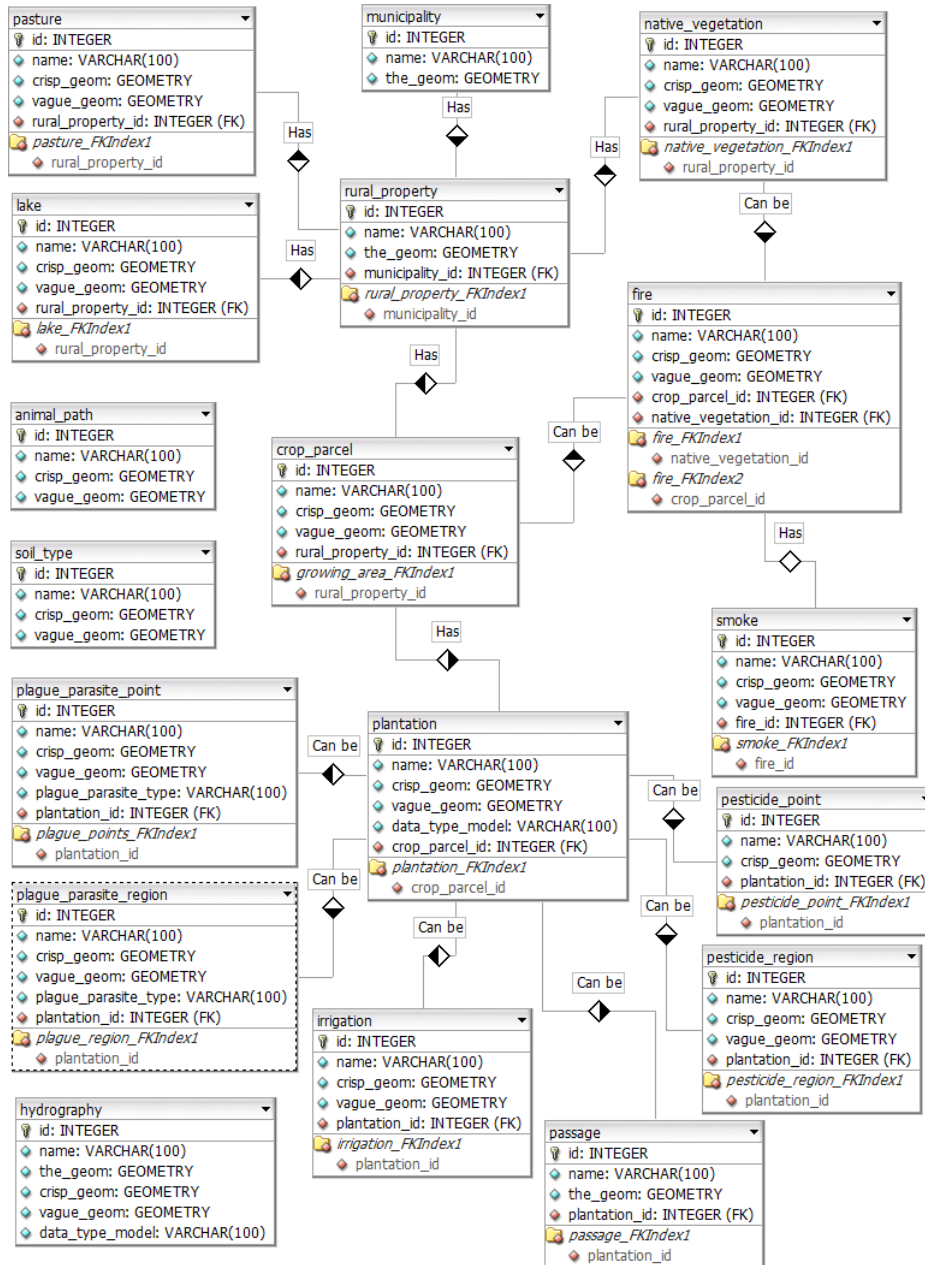 pasture
id: INTEGER
name: VARCHAR(100)
crisp_geom: GEOMETRY
vague_geom: GEOMETRY
rural_property_id: INTEGER (FK)
pasture_FKIndex1
rural_property_id
municipality
id: INTEGER
name: VARCHAR(100)
the_geom: GEOMETRY
native_vegetation
id: INTEGER
name: VARCHAR(100)
crisp_geom: GEOMETRY
vague_geom: GEOMETRY
rural_property_id: INTEGER (FK)
native_vegetation_FKIndex1
rural_property_id
Has
Has
Has
Can be
lake
id: INTEGER
name: VARCHAR(100)
crisp_geom: GEOMETRY
vague_geom: GEOMETRY
rural_property_id: INTEGER (FK)
lake_FKIndex1
rural_property_id
Has
rural_property
id: INTEGER
name: VARCHAR(100)
the_geom: GEOMETRY
municipality_id: INTEGER (FK)
rural_property_FKIndex1
municipality_id
fire
id: INTEGER
name: VARCHAR(100)
crisp_geom: GEOMETRY
vague_geom: GEOMETRY
crop_parcel_id: INTEGER (FK)
native_vegetation_id: INTEGER (FK)
fire_FKIndex1
native_vegetation_id
fire_FKIndex2
crop_parcel_id
Has
Can be
animal_path
id: INTEGER
name: VARCHAR(100)
crisp_geom: GEOMETRY
vague_geom: GEOMETRY
crop_parcel
id: INTEGER
name: VARCHAR(100)
crisp_geom: GEOMETRY
vague_geom: GEOMETRY
rural_property_id: INTEGER (FK)
growing_area_FKIndex1
rural_property_id
Has
soil_type
id: INTEGER
name: VARCHAR(100)
crisp_geom: GEOMETRY
vague_geom: GEOMETRY
Has
smoke
id: INTEGER
name: VARCHAR(100)
crisp_geom: GEOMETRY
vague_geom: GEOMETRY
fire_id: INTEGER (FK)
smoke_FKIndex1
fire_id
plague_parasite_point
id: INTEGER
name: VARCHAR(100)
crisp_geom: GEOMETRY
vague_geom: GEOMETRY
plague_parasite_type: VARCHAR(100)
plantation_id: INTEGER (FK)
plague_points_FKIndex1
plantation_id
Can be
plantation
id: INTEGER
name: VARCHAR(100)
crisp_geom: GEOMETRY
vague_geom: GEOMETRY
data_type_model: VARCHAR(100)
crop_parcel_id: INTEGER (FK)
plantation_FKIndex1
crop_parcel_id
Can be
pesticide_point
id: INTEGER
name: VARCHAR(100)
crisp_geom: GEOMETRY
plantation_id: INTEGER (FK)
pesticide_point_FKIndex1
plantation_id
plague_parasite_region
id: INTEGER
name: VARCHAR(100)
crisp_geom: GEOMETRY
vague_geom: GEOMETRY
plague_parasite_type: VARCHAR(100)
plantation_id: INTEGER (FK)
plague_region_FKIndex1
plantation_id
Can be
Can be
Can be
Can be
pesticide_region
id: INTEGER
name: VARCHAR(100)
crisp_geom: GEOMETRY
vague_geom: GEOMETRY
plantation_id: INTEGER (FK)
pesticide_region_FKIndex1
plantation_id
irrigation
id: INTEGER
name: VARCHAR(100)
crisp_geom: GEOMETRY
vague_geom: GEOMETRY
plantation_id: INTEGER (FK)
irrigation_FKIndex1
plantation_id
hydrography
id: INTEGER
name: VARCHAR(100)
the_geom: GEOMETRY
crisp_geom: GEOMETRY
vague_geom: GEOMETRY
data_type_model: VARCHAR(100)
passage
id: INTEGER
name: VARCHAR(100)
the_geom: GEOMETRY
plantation_id: INTEGER (FK)
passage_FKIndex1
plantation_id